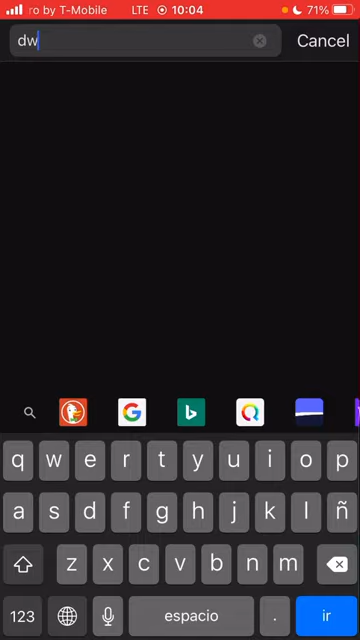 ro by T-Mobile LTE 10:04 71%
dw Cancel
q w e r t y u i o p
a s d f g h j k l ñ
z x c v b n m
123 espacio . ir